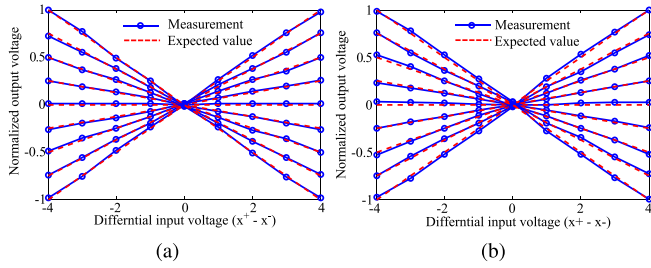 Normalized output voltage
1
0.5
0
-0.5
-1
Measurement
Expected value
-4
-2
0
2
4
Differntial input voltage (x⁺ - x⁻)
(a)
Normalized output voltage
1
0.5
0
-0.5
-1
Measurement
Expected value
-4
-2
0
2
4
Differntial input voltage (x+ - x-)
(b)